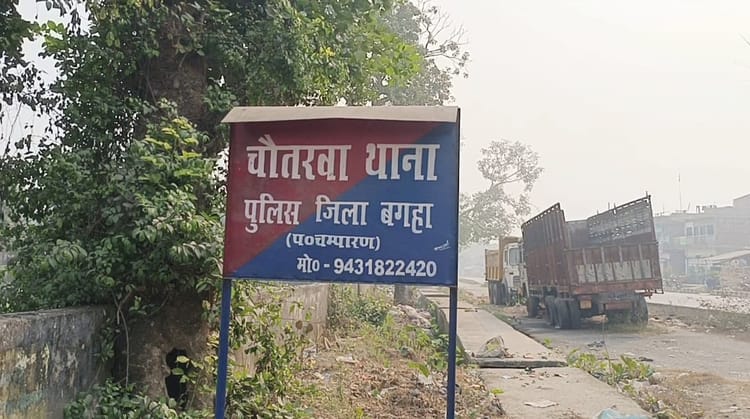 चौतरवा थाना
पुलिस जिला बगहा
(प०चम्पारण)
मो० - 9431822420